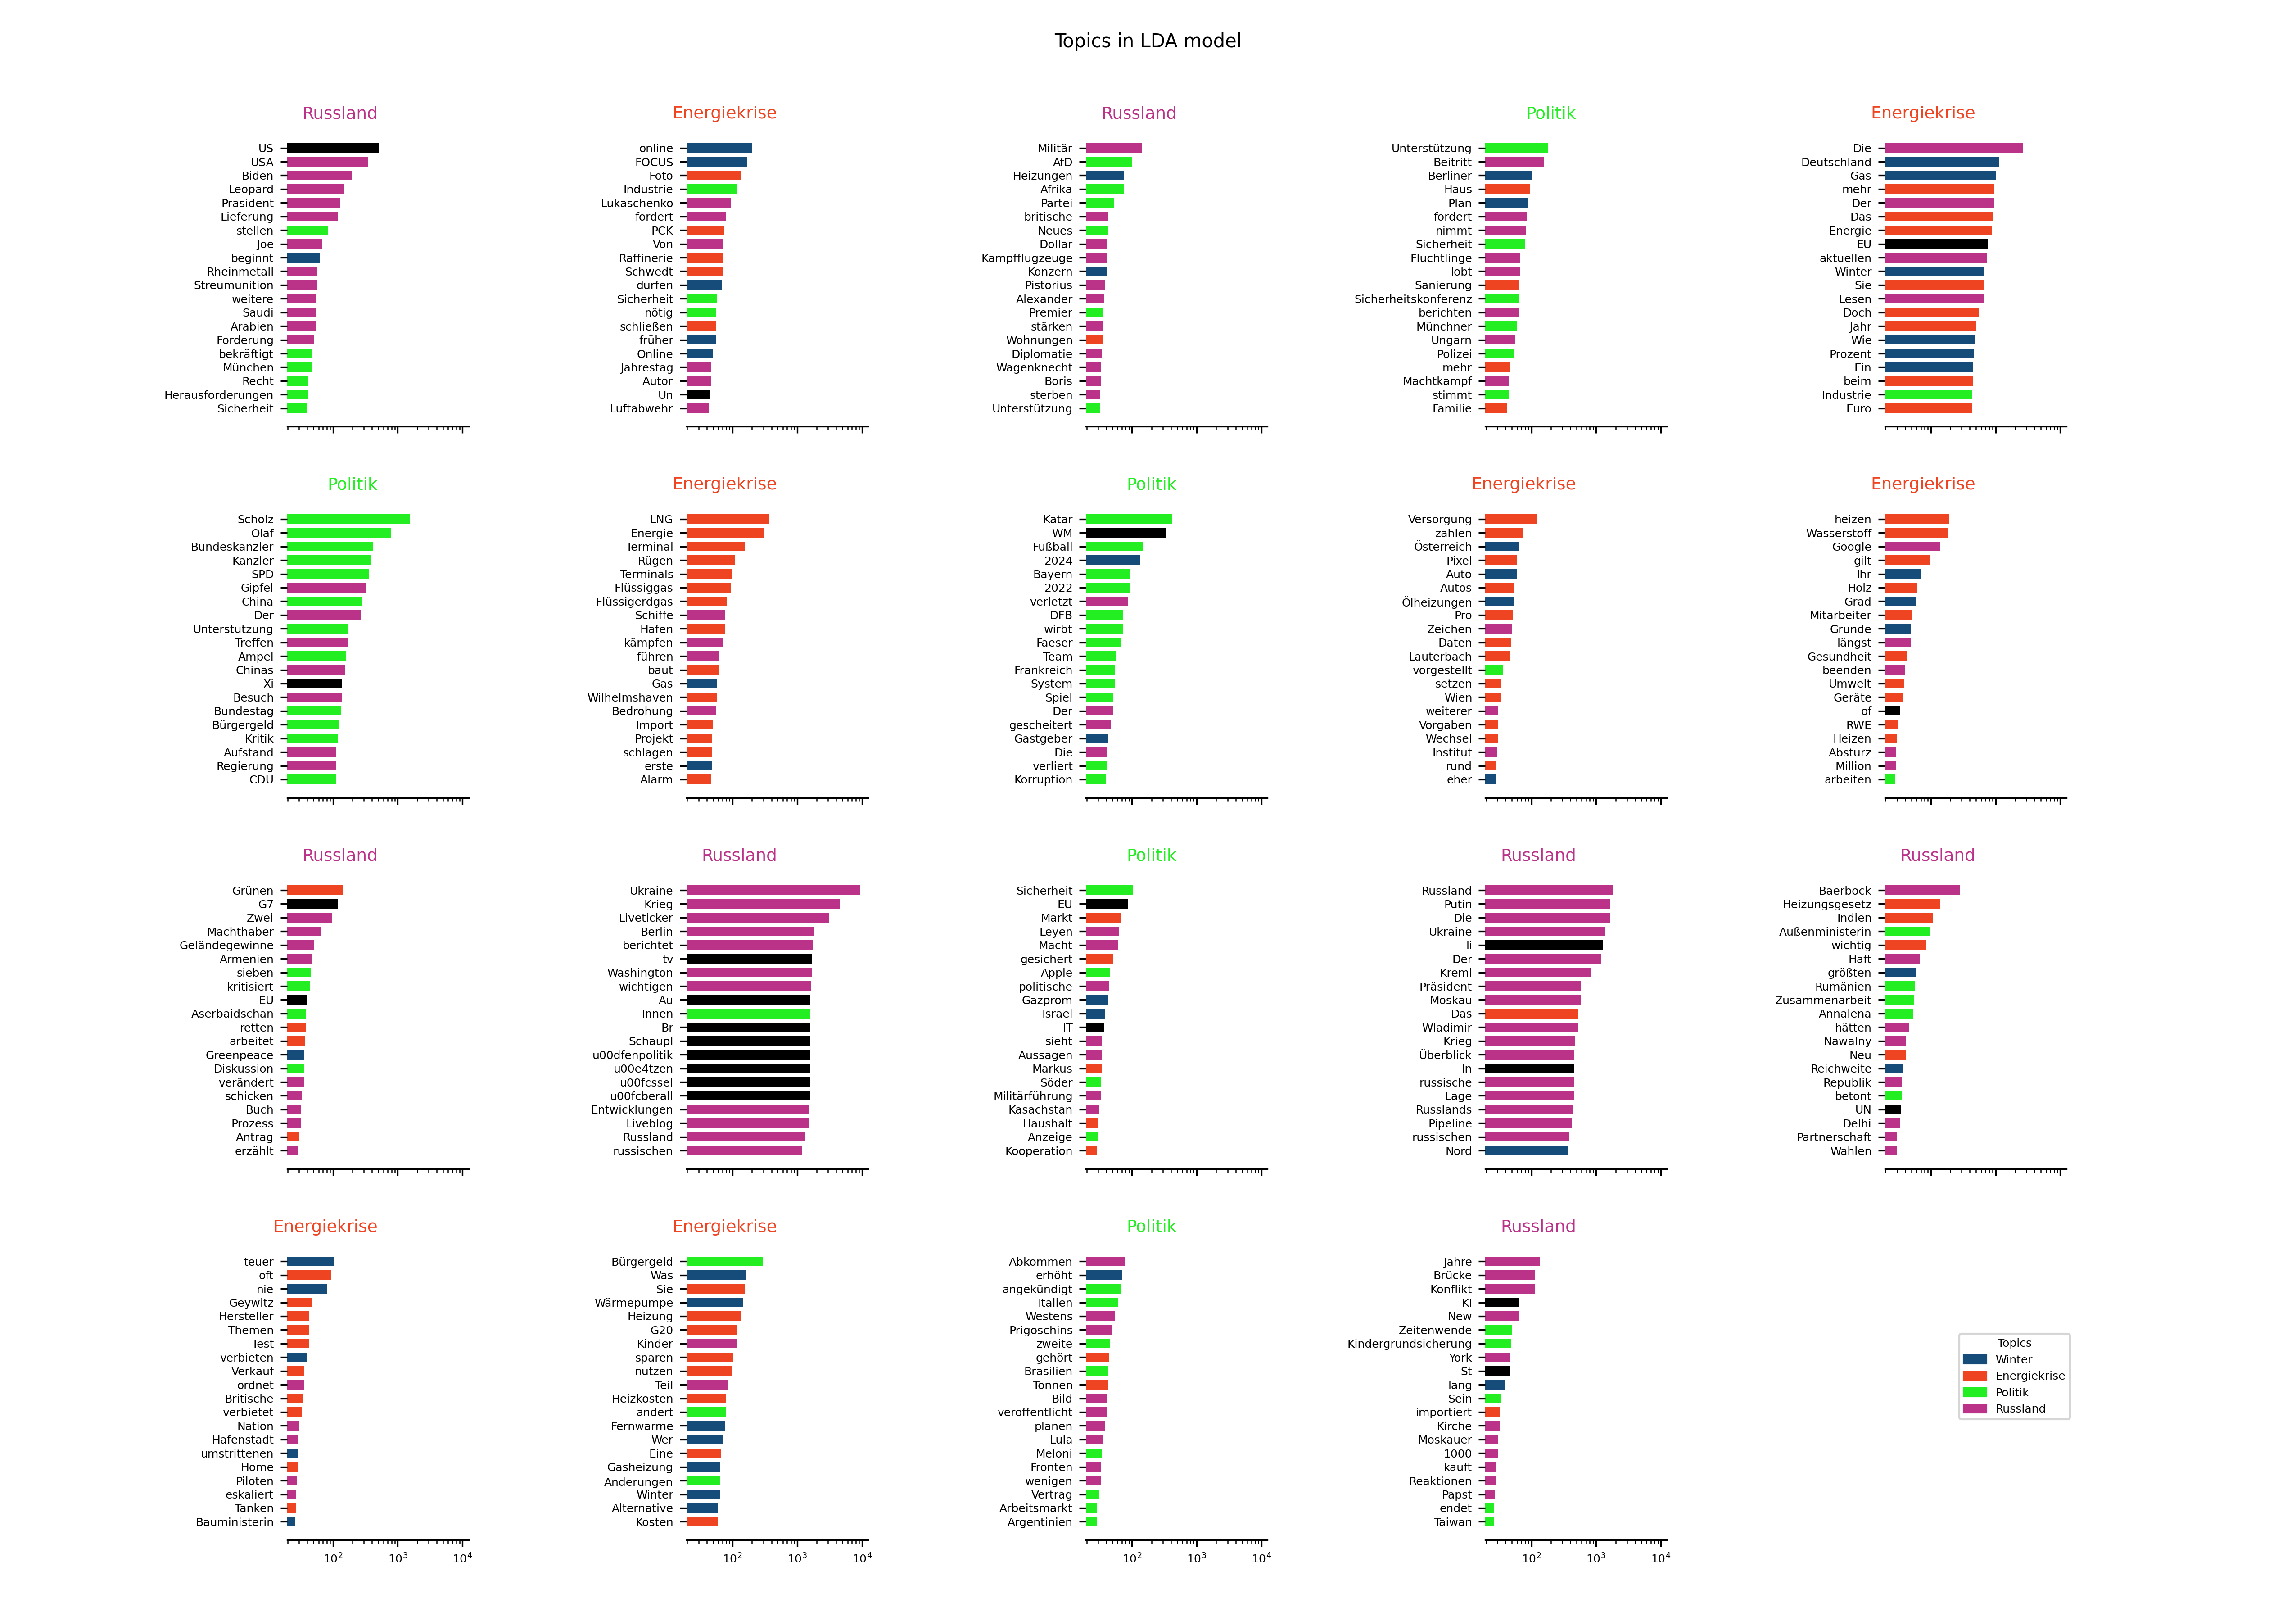 Topics in LDA model
Russland
US
USA
Biden
Leopard
Präsident
Lieferung
stellen
Joe
beginnt
Rheinmetall
Streumunition
weitere
Saudi
Arabien
Forderung
bekräftigt
München
Recht
Herausforderungen
Sicherheit
Energiekrise
online
FOCUS
Foto
Industrie
Lukaschenko
fordert
PCK
Von
Raffinerie
Schwedt
dürfen
Sicherheit
nötig
schließen
früher
Online
Jahrestag
Autor
Un
Luftabwehr
Russland
Militär
AfD
Heizungen
Afrika
Partei
britische
Neues
Dollar
Kampfflugzeuge
Konzern
Pistorius
Alexander
Premier
stärken
Wohnungen
Diplomatie
Wagenknecht
Boris
sterben
Unterstützung
Politik
Unterstützung
Beitritt
Berliner
Haus
Plan
fordert
nimmt
Sicherheit
Flüchtlinge
lobt
Sanierung
Sicherheitskonferenz
berichten
Münchner
Ungarn
Polizei
mehr
Machtkampf
stimmt
Familie
Energiekrise
Die
Deutschland
Gas
mehr
Der
Das
Energie
EU
aktuellen
Winter
Sie
Lesen
Doch
Jahr
Wie
Prozent
Ein
beim
Industrie
Euro
Politik
Scholz
Olaf
Bundeskanzler
Kanzler
SPD
Gipfel
China
Der
Unterstützung
Treffen
Ampel
Chinas
Xi
Besuch
Bundestag
Bürgergeld
Kritik
Aufstand
Regierung
CDU
Energiekrise
LNG
Energie
Terminal
Rügen
Terminals
Flüssiggas
Flüssigerdgas
Schiffe
Hafen
kämpfen
führen
baut
Gas
Wilhelmshaven
Bedrohung
Import
Projekt
schlagen
erste
Alarm
Politik
Katar
WM
Fußball
2024
Bayern
2022
verletzt
DFB
wirbt
Faeser
Team
Frankreich
System
Spiel
Der
gescheitert
Gastgeber
Die
verliert
Korruption
Energiekrise
Versorgung
zahlen
Österreich
Pixel
Auto
Autos
Ölheizungen
Pro
Zeichen
Daten
Lauterbach
vorgestellt
setzen
Wien
weiterer
Vorgaben
Wechsel
Institut
rund
eher
Energiekrise
heizen
Wasserstoff
Google
gilt
Ihr
Holz
Grad
Mitarbeiter
Gründe
längst
Gesundheit
beenden
Umwelt
Geräte
of
RWE
Heizen
Absturz
Million
arbeiten
Russland
Grünen
G7
Zwei
Machthaber
Geländegewinne
Armenien
sieben
kritisiert
EU
Aserbaidschan
retten
arbeitet
Greenpeace
Diskussion
verändert
schicken
Buch
Prozess
Antrag
erzählt
Russland
Ukraine
Krieg
Liveticker
Berlin
berichtet
tv
Washington
wichtigen
Au
Innen
Br
Schaupl
u00dfenpolitik
u00e4tzen
u00fcssel
u00fcberall
Entwicklungen
Liveblog
Russland
russischen
Politik
Sicherheit
EU
Markt
Leyen
Macht
gesichert
Apple
politische
Gazprom
Israel
IT
sieht
Aussagen
Markus
Söder
Militärführung
Kasachstan
Haushalt
Anzeige
Kooperation
Russland
Russland
Putin
Die
Ukraine
li
Der
Kreml
Präsident
Moskau
Das
Wladimir
Krieg
Überblick
In
russische
Lage
Russlands
Pipeline
russischen
Nord
Russland
Baerbock
Heizungsgesetz
Indien
Außenministerin
wichtig
Haft
größten
Rumänien
Zusammenarbeit
Annalena
hätten
Nawalny
Neu
Reichweite
Republik
betont
UN
Delhi
Partnerschaft
Wahlen
Energiekrise
teuer
oft
nie
Geywitz
Hersteller
Themen
Test
verbieten
Verkauf
ordnet
Britische
verbietet
Nation
Hafenstadt
umstrittenen
Home
Piloten
eskaliert
Tanken
Bauministerin
10² 10³ 10⁴
Energiekrise
Bürgergeld
Was
Sie
Wärmepumpe
Heizung
G20
Kinder
sparen
nutzen
Teil
Heizkosten
ändert
Fernwärme
Wer
Eine
Gasheizung
Änderungen
Winter
Alternative
Kosten
10² 10³ 10⁴
Politik
Abkommen
erhöht
angekündigt
Italien
Westens
Prigoschins
zweite
gehört
Brasilien
Tonnen
Bild
veröffentlicht
planen
Lula
Meloni
Fronten
wenigen
Vertrag
Arbeitsmarkt
Argentinien
10² 10³ 10⁴
Russland
Jahre
Brücke
Konflikt
KI
New
Zeitenwende
Kindergrundsicherung
York
St
lang
Sein
importiert
Kirche
Moskauer
1000
kauft
Reaktionen
Papst
endet
Taiwan
10² 10³ 10⁴
Topics
Winter
Energiekrise
Politik
Russland